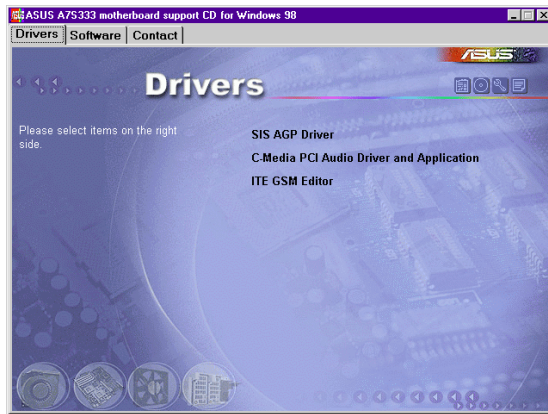 ASUS A7S333 motherboard support CD for Windows 98
Drivers Software Contact
ASUS
Drivers
Please select items on the right
side.
SIS AGP Driver
C-Media PCI Audio Driver and Application
ITE GSM Editor